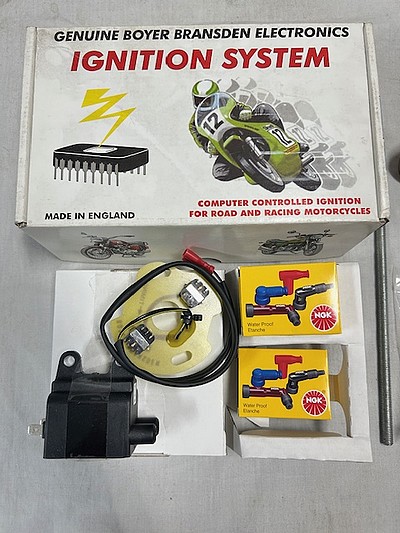 GENUINE BOYER BRANSDEN ELECTRONICS
IGNITION SYSTEM
12
12
COMPUTER CONTROLLED IGNITION
FOR ROAD AND RACING MOTORCYCLES
MADE IN ENGLAND
Water Proof
Etanche
NGK
Water Proof
Etanche
NGK